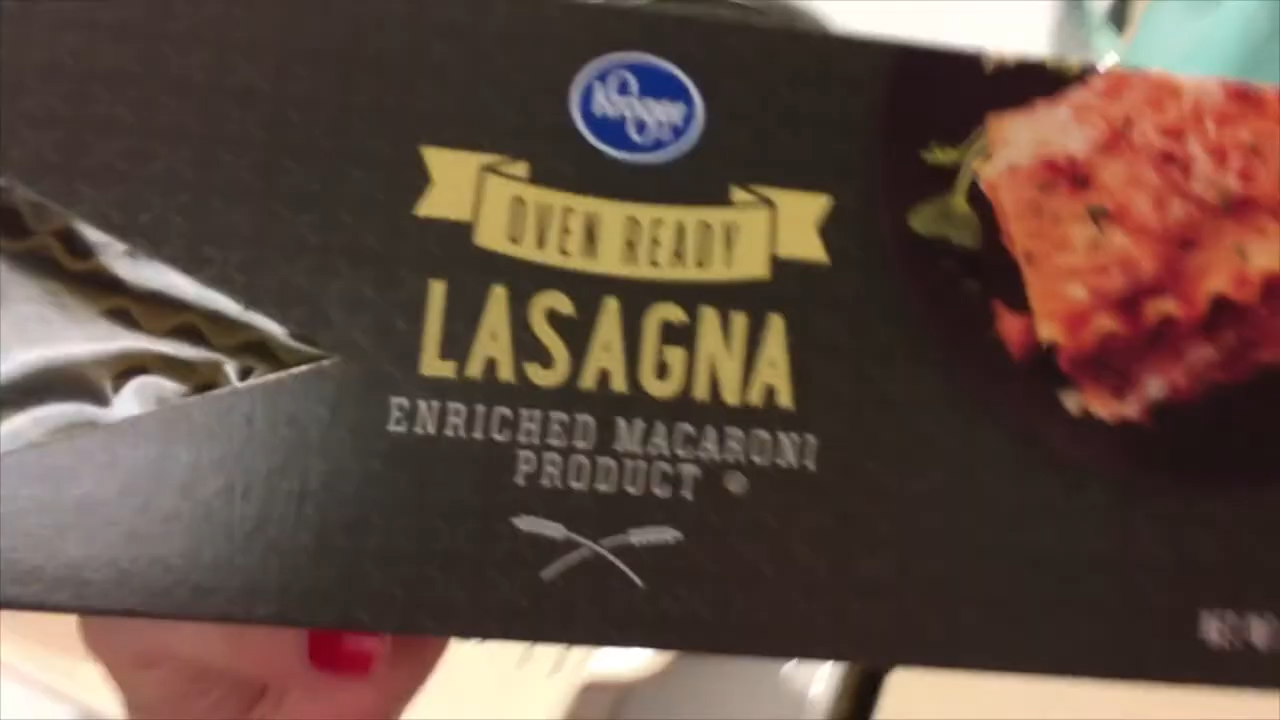 Kroger
OVEN READY
LASAGNA
ENRICHED MACARONI
PRODUCT